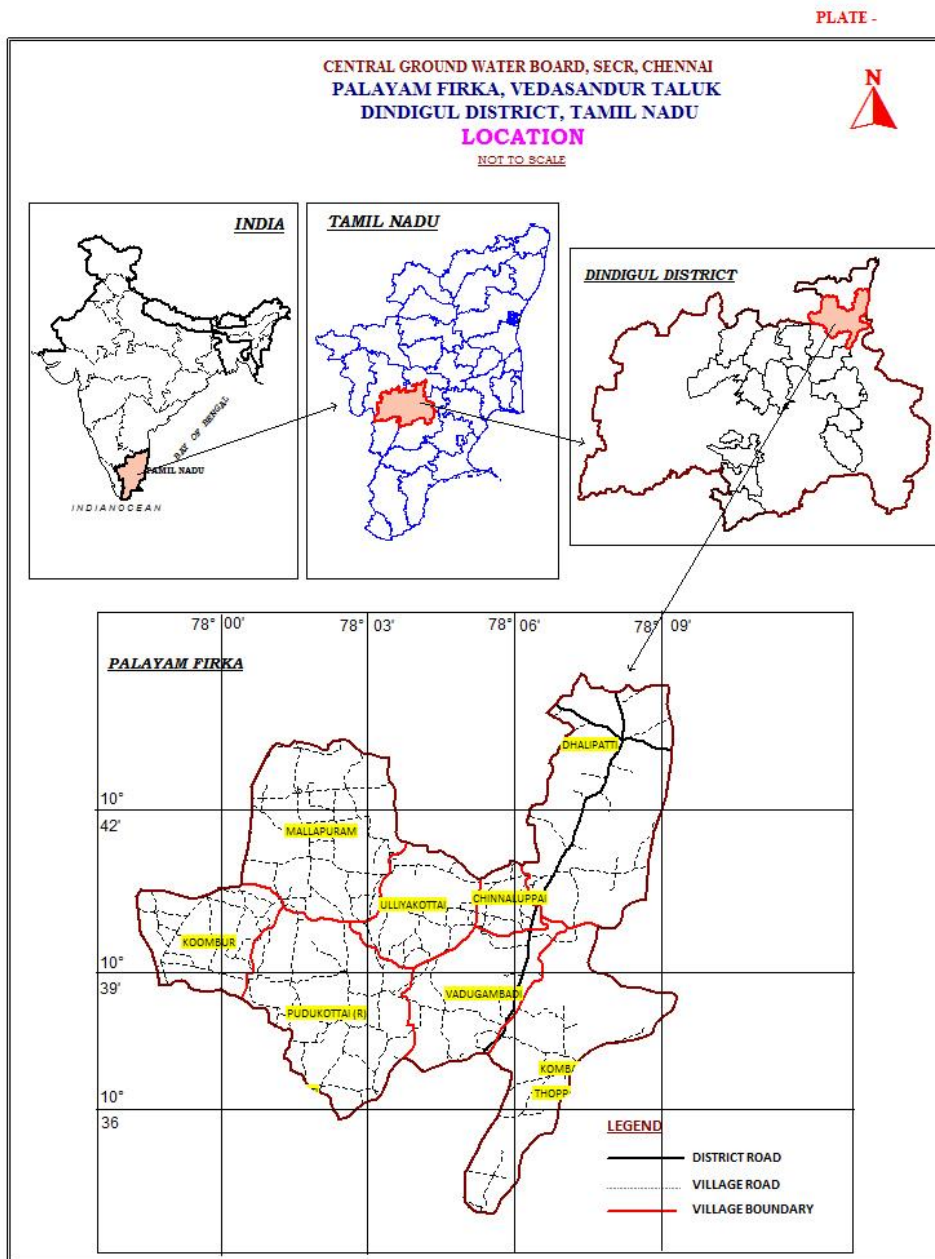 PLATE -
CENTRAL GROUND WATER BOARD, SECR, CHENNAI
PALAYAM FIRKA, VEDASANDUR TALUK
DINDIGUL DISTRICT, TAMIL NADU
LOCATION
NOT TO SCALE
N
INDIA
BAY OF BENGAL
TAMIL NADU
INDIANOCEAN
TAMIL NADU
DINDIGUL DISTRICT
78° 00'
78° 03'
78° 06'
78° 09'
PALAYAM FIRKA
DHALIPATTI
10°
42'
MALLAPURAM
ULLIYAKOTTAI
CHINNALUPPAI
KOOMBUR
10°
39'
VADUGAMBADI
PUDUKOTTAI (R)
KOMBA
THOPP
10°
36
LEGEND
DISTRICT ROAD
VILLAGE ROAD
VILLAGE BOUNDARY